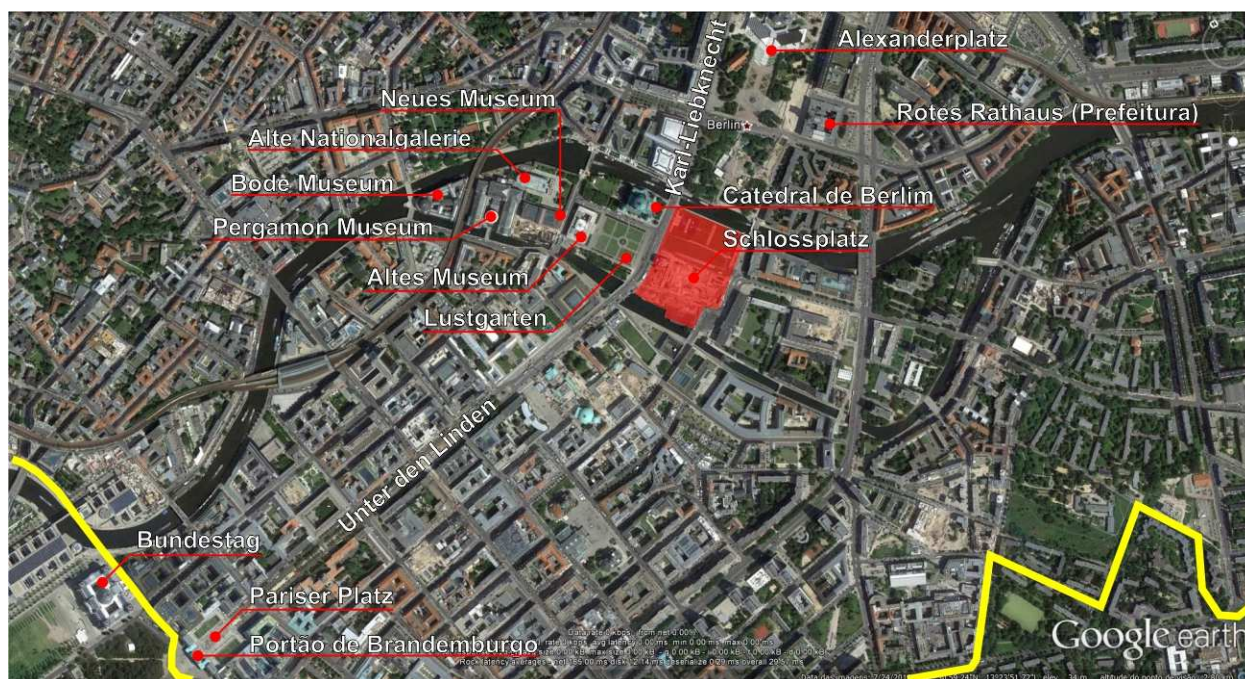 Alexanderplatz
Karl-Liebknecht
Neues Museum
Rotes Rathaus (Prefeitura)
Berlin
Alte Nationalgalerie
Bode Museum
Catedral de Berlim
Pergamon Museum
Schlossplatz
Altes Museum
Lustgarten
Unter den Linden
Bundestag
Pariser Platz
Portão de Brandemburgo
Google earth